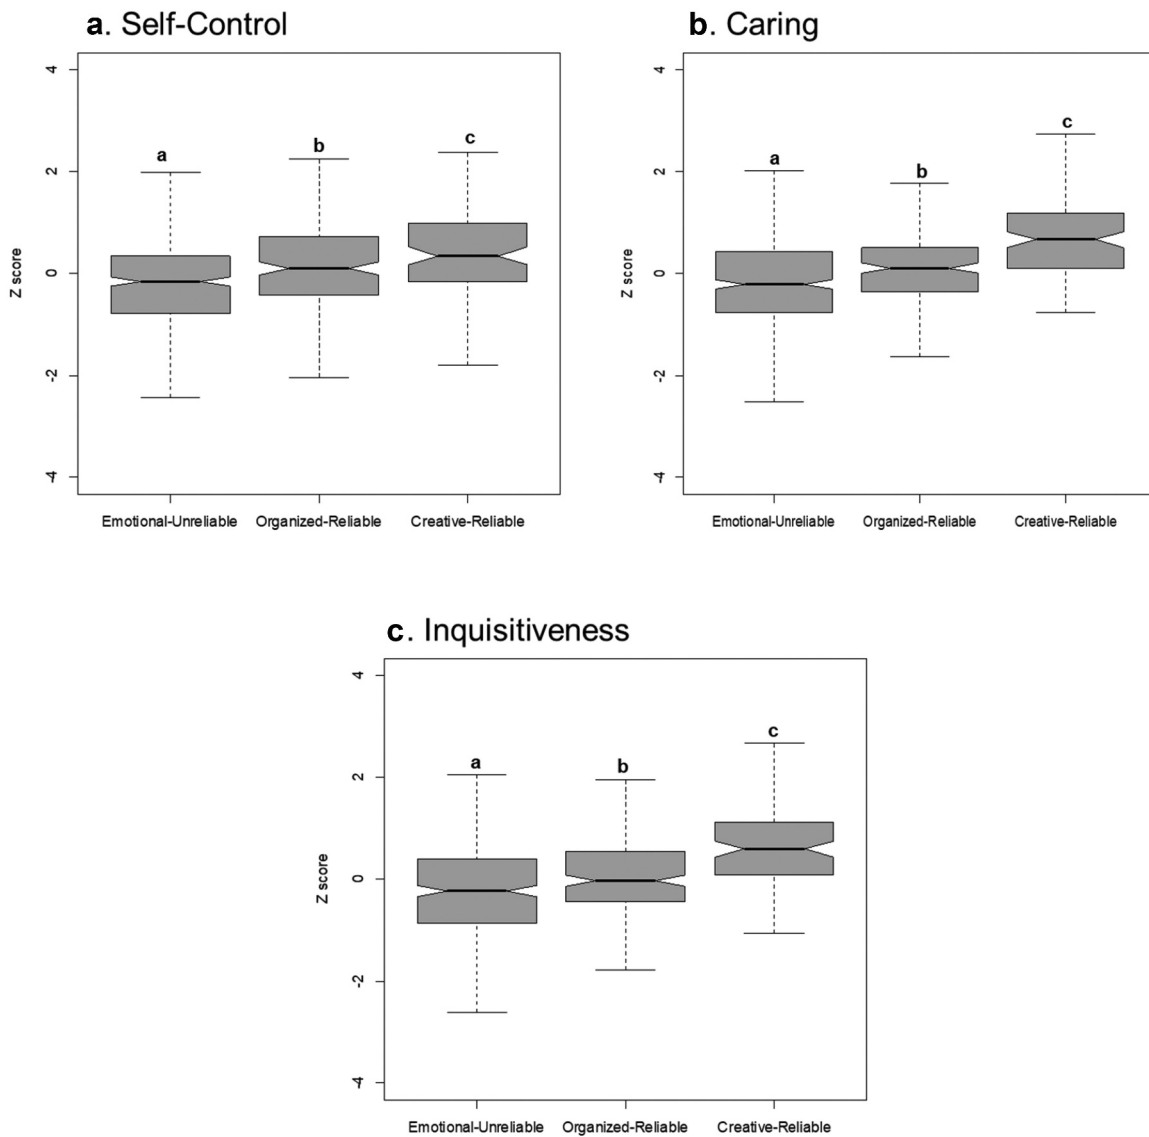 a. Self-Control
4
2
0
-2
-4
Z score
a
b
c
Emotional-Unreliable
Organized-Reliable
Creative-Reliable
b. Caring
4
2
0
-2
-4
Z score
a
b
c
Emotional-Unreliable
Organized-Reliable
Creative-Reliable
c. Inquisitiveness
4
2
0
-2
-4
Z score
a
b
c
Emotional-Unreliable
Organized-Reliable
Creative-Reliable